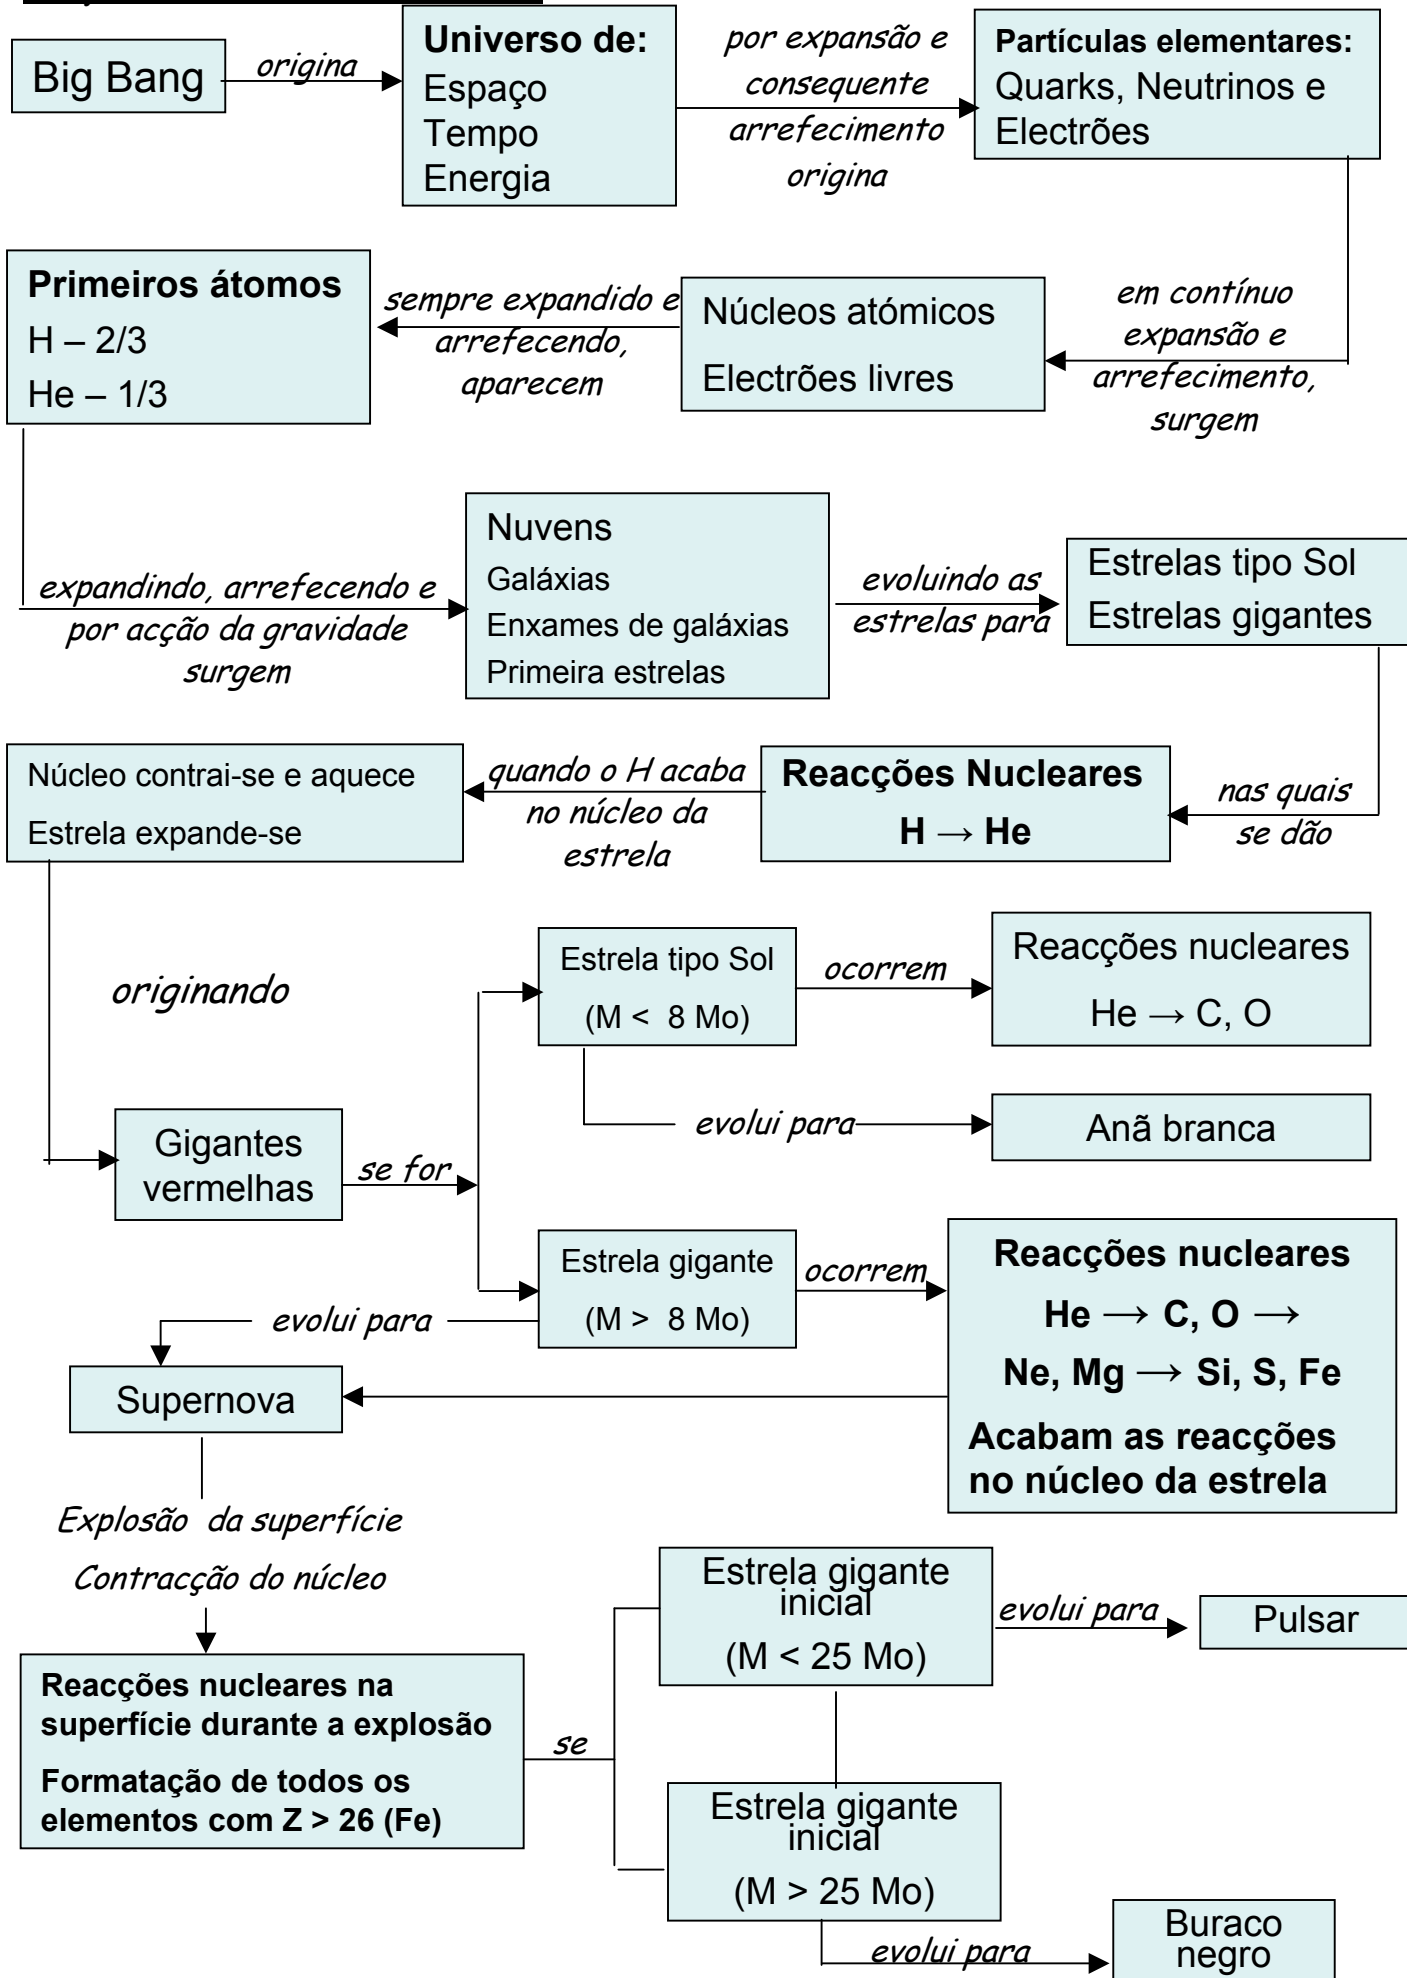 Big Bang
origina
Universo de:
Espaço
Tempo
Energia
por expansão e
consequente
arrefecimento
origina
Partículas elementares:
Quarks, Neutrinos e
Electrões
em contínuo
expansão e
arrefecimento,
surgem
Núcleos atómicos
Electrões livres
sempre expandido e
arrefecendo,
aparecem
Primeiros átomos
H – 2/3
He – 1/3
expandindo, arrefecendo e
por acção da gravidade
surgem
Nuvens
Galáxias
Enxames de galáxias
Primeira estrelas
evoluindo as
estrelas para
Estrelas tipo Sol
Estrelas gigantes
nas quais
se dão
Reacções Nucleares
H → He
quando o H acaba
no núcleo da
estrela
Núcleo contrai-se e aquece
Estrela expande-se
originando
Gigantes
vermelhas
se for
Estrela tipo Sol
(M < 8 Mo)
ocorrem
Reacções nucleares
He → C, O
evolui para
Anã branca
Estrela gigante
(M > 8 Mo)
ocorrem
Reacções nucleares
He → C, O →
Ne, Mg → Si, S, Fe
Acabam as reacções
no núcleo da estrela
evolui para
Supernova
Explosão da superfície
Contracção do núcleo
Reacções nucleares na
superfície durante a explosão
Formatação de todos os
elementos com Z > 26 (Fe)
se
Estrela gigante
inicial
(M < 25 Mo)
evolui para
Pulsar
Estrela gigante
inicial
(M > 25 Mo)
evolui para
Buraco
negro